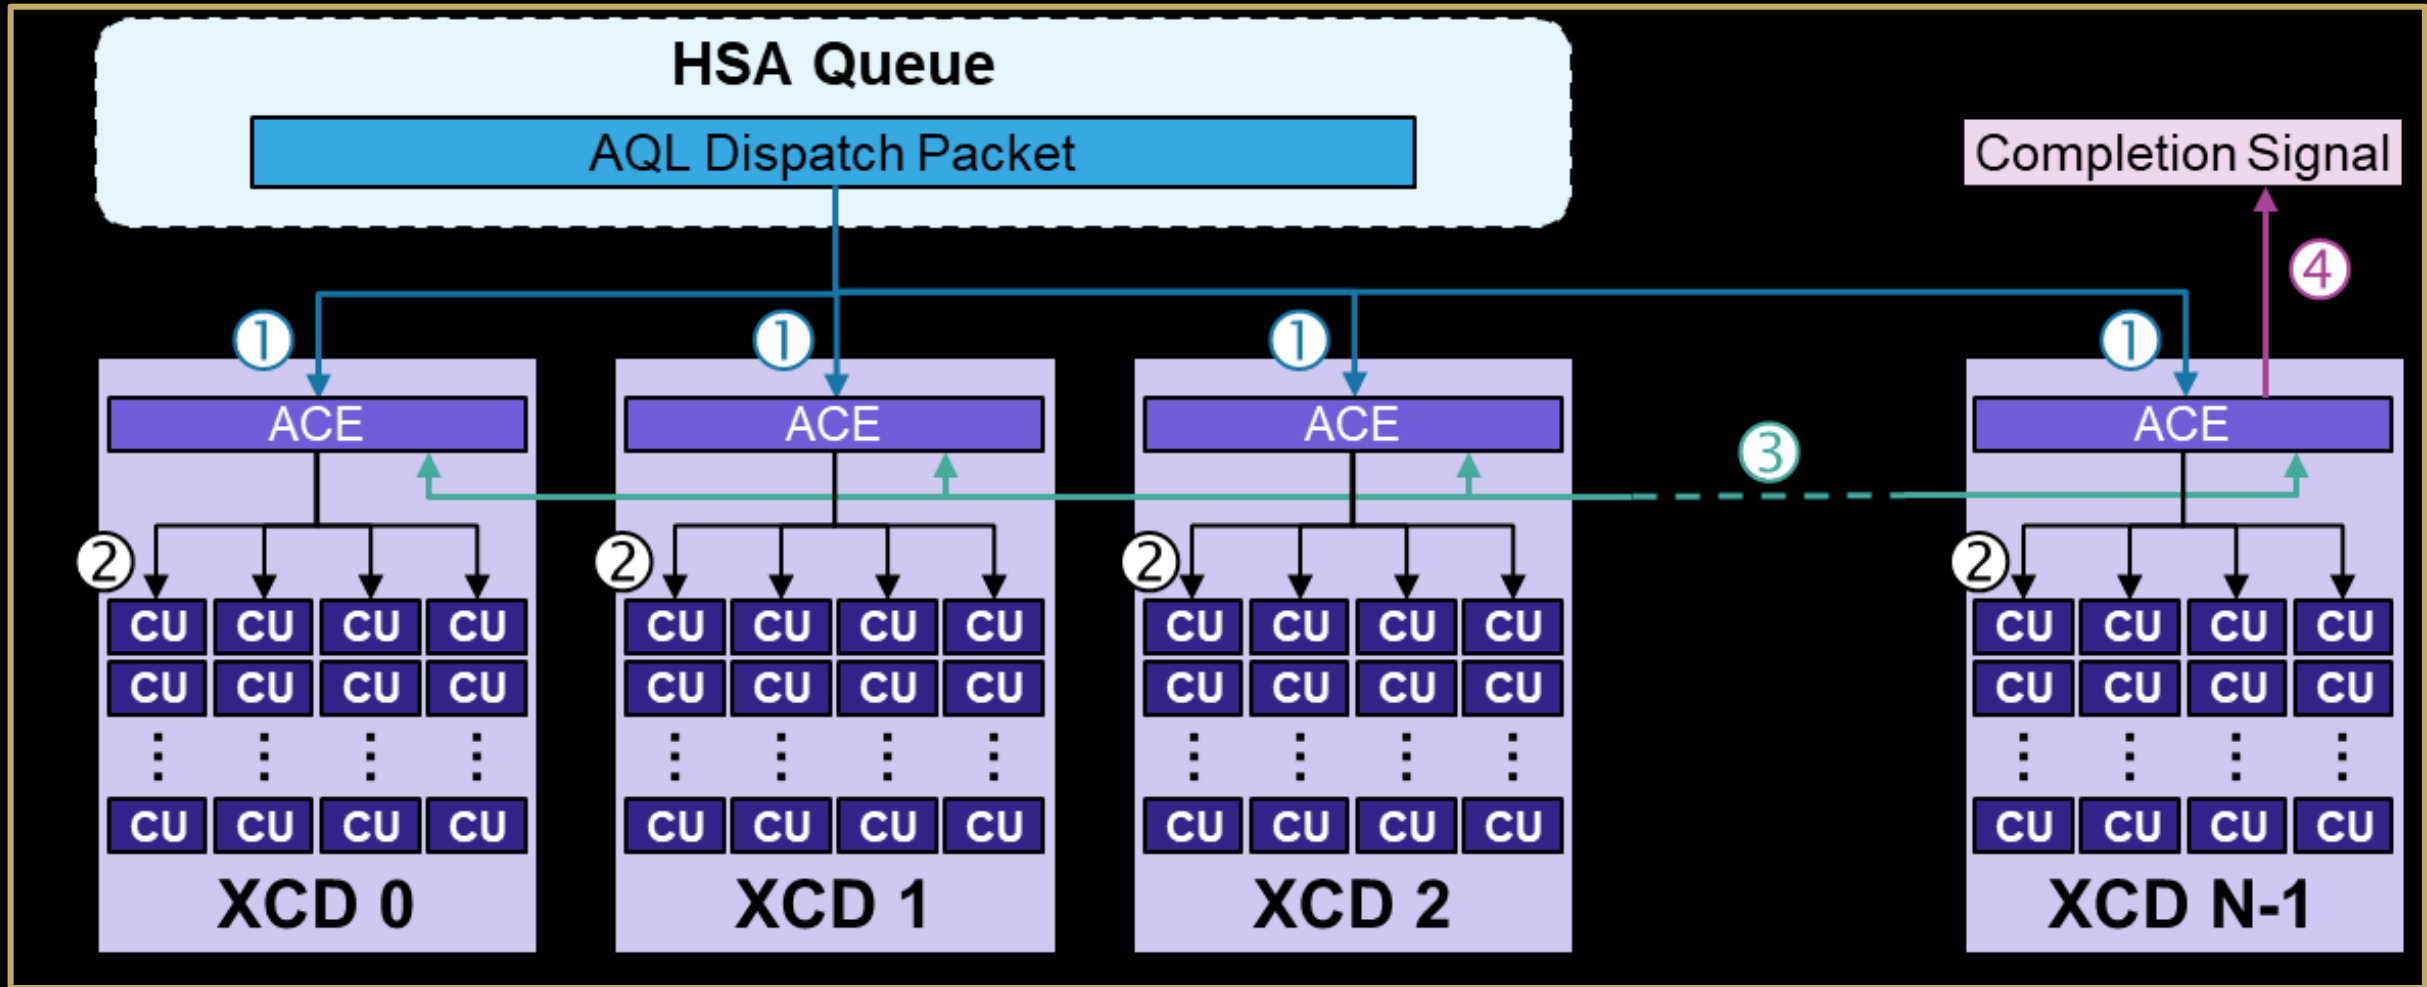 HSA Queue
AQL Dispatch Packet
Completion Signal
4
1 1 1 1
ACE ACE ACE ACE
3
2 2 2 2
CU CU CU CU CU CU CU CU CU CU CU CU CU CU CU CU
CU CU CU CU CU CU CU CU CU CU CU CU CU CU CU CU
CU CU CU CU CU CU CU CU CU CU CU CU CU CU CU CU
XCD 0 XCD 1 XCD 2 XCD N-1